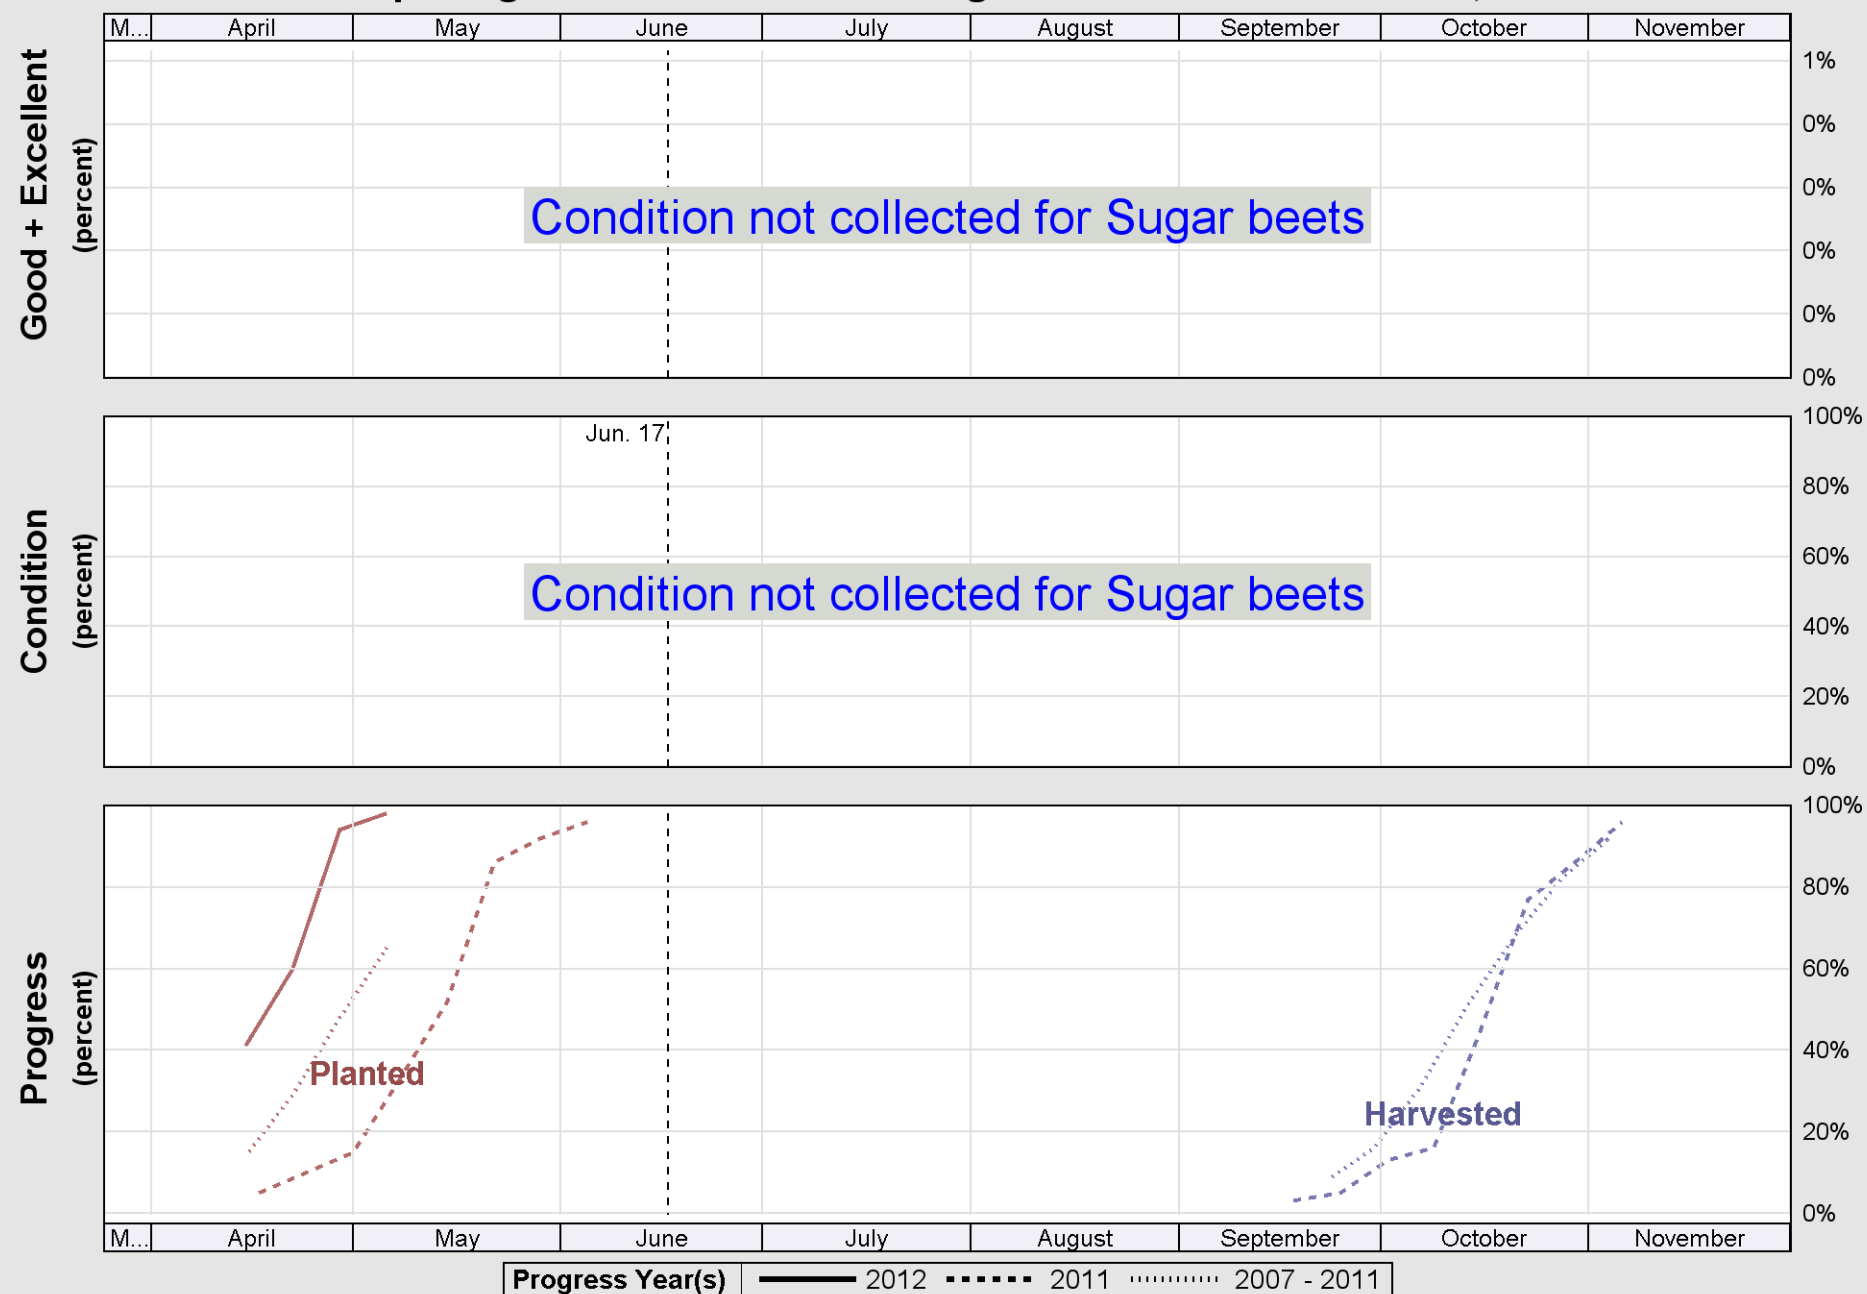 M... April May June July August September October November
Good + Excellent
(percent)
1%
0%
0%
0%
0%
0%
Condition not collected for Sugar beets
Condition
(percent)
Jun. 17
100%
80%
60%
40%
20%
0%
Condition not collected for Sugar beets
Progress
(percent)
100%
80%
60%
40%
20%
0%
Planted
Harvested
M... April May June July August September October November
Progress Year(s) 2012 2011 2007 - 2011